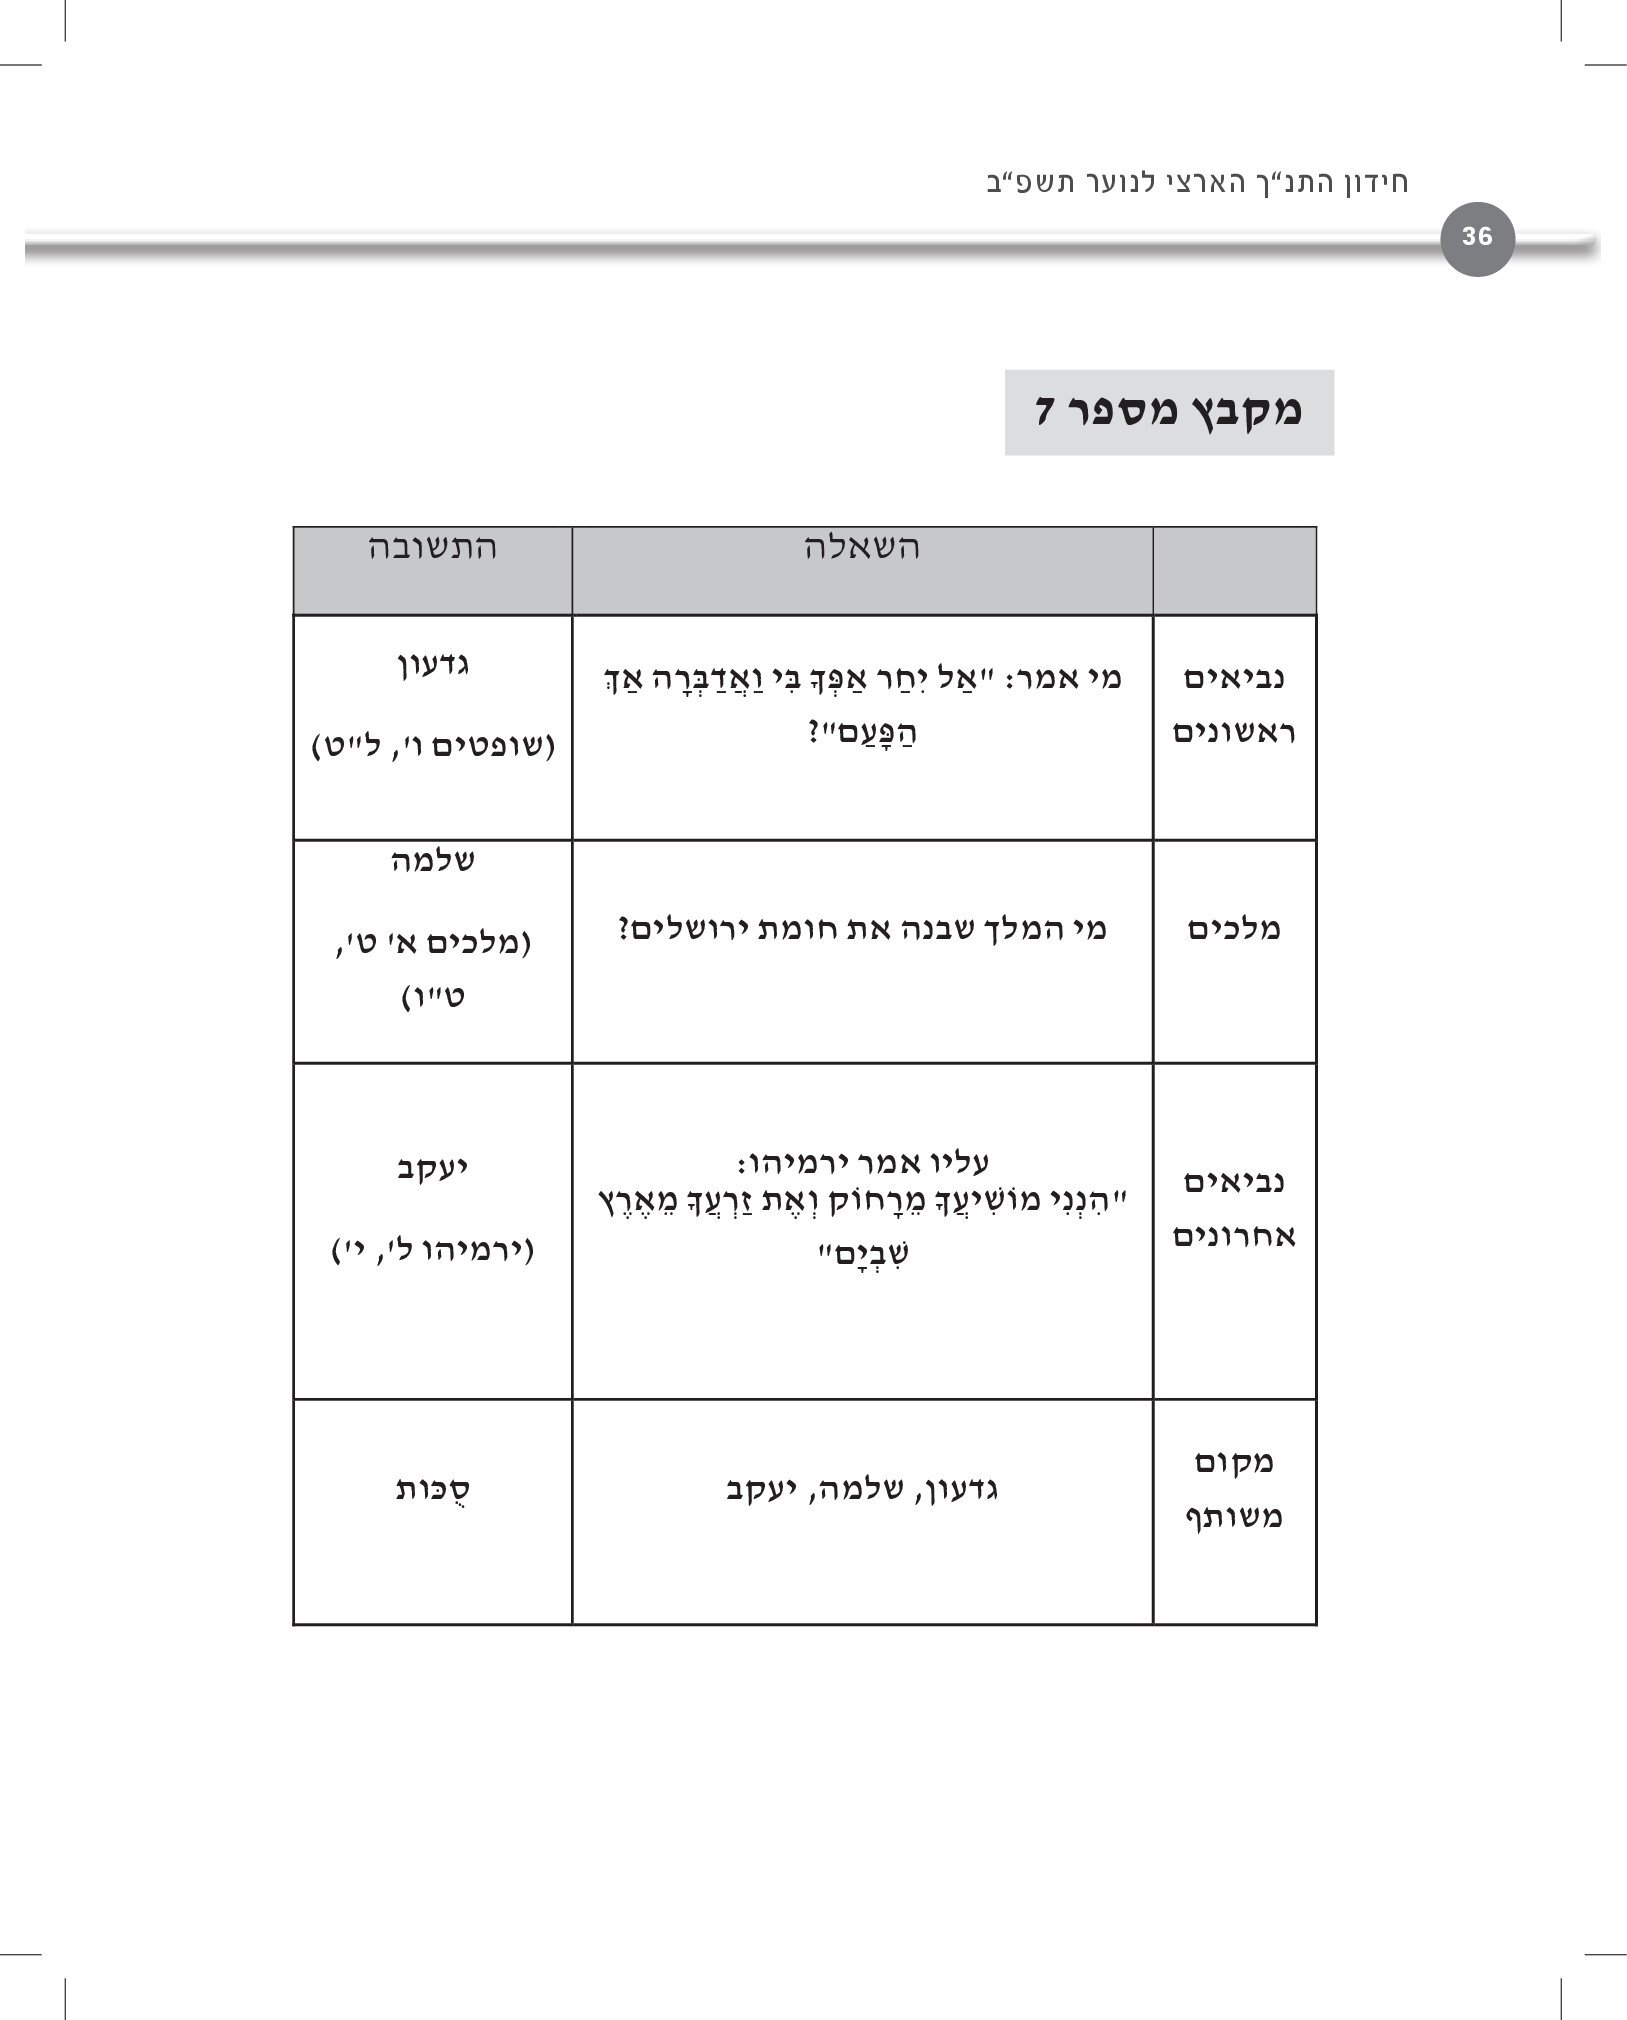 חידון התנ“ך הארצי לנוער תשפ“ב
36
מקבץ מספר 7
השאלה
התשובה
נביאים
ראשונים
מי אמר: "אַל יִחַר אַפְּךָ בִּי וַאֲדַבְּרָה אַךְ
הַפָּעַם"?
גדעון
(שופטים ו', ל"ט)
מלכים
מי המלך שבנה את חומת ירושלים?
שלמה
(מלכים א' ט',
ט"ו)
נביאים
אחרונים
עליו אמר ירמיהו:
"הִנְנִי מוֹשִׁיעֲךָ מֵרָחוֹק וְאֶת זַרְעֲךָ מֵאֶרֶץ
שִׁבְיָם"
יעקב
(ירמיהו ל', י')
מקום
משותף
גדעון, שלמה, יעקב
סֻכּות